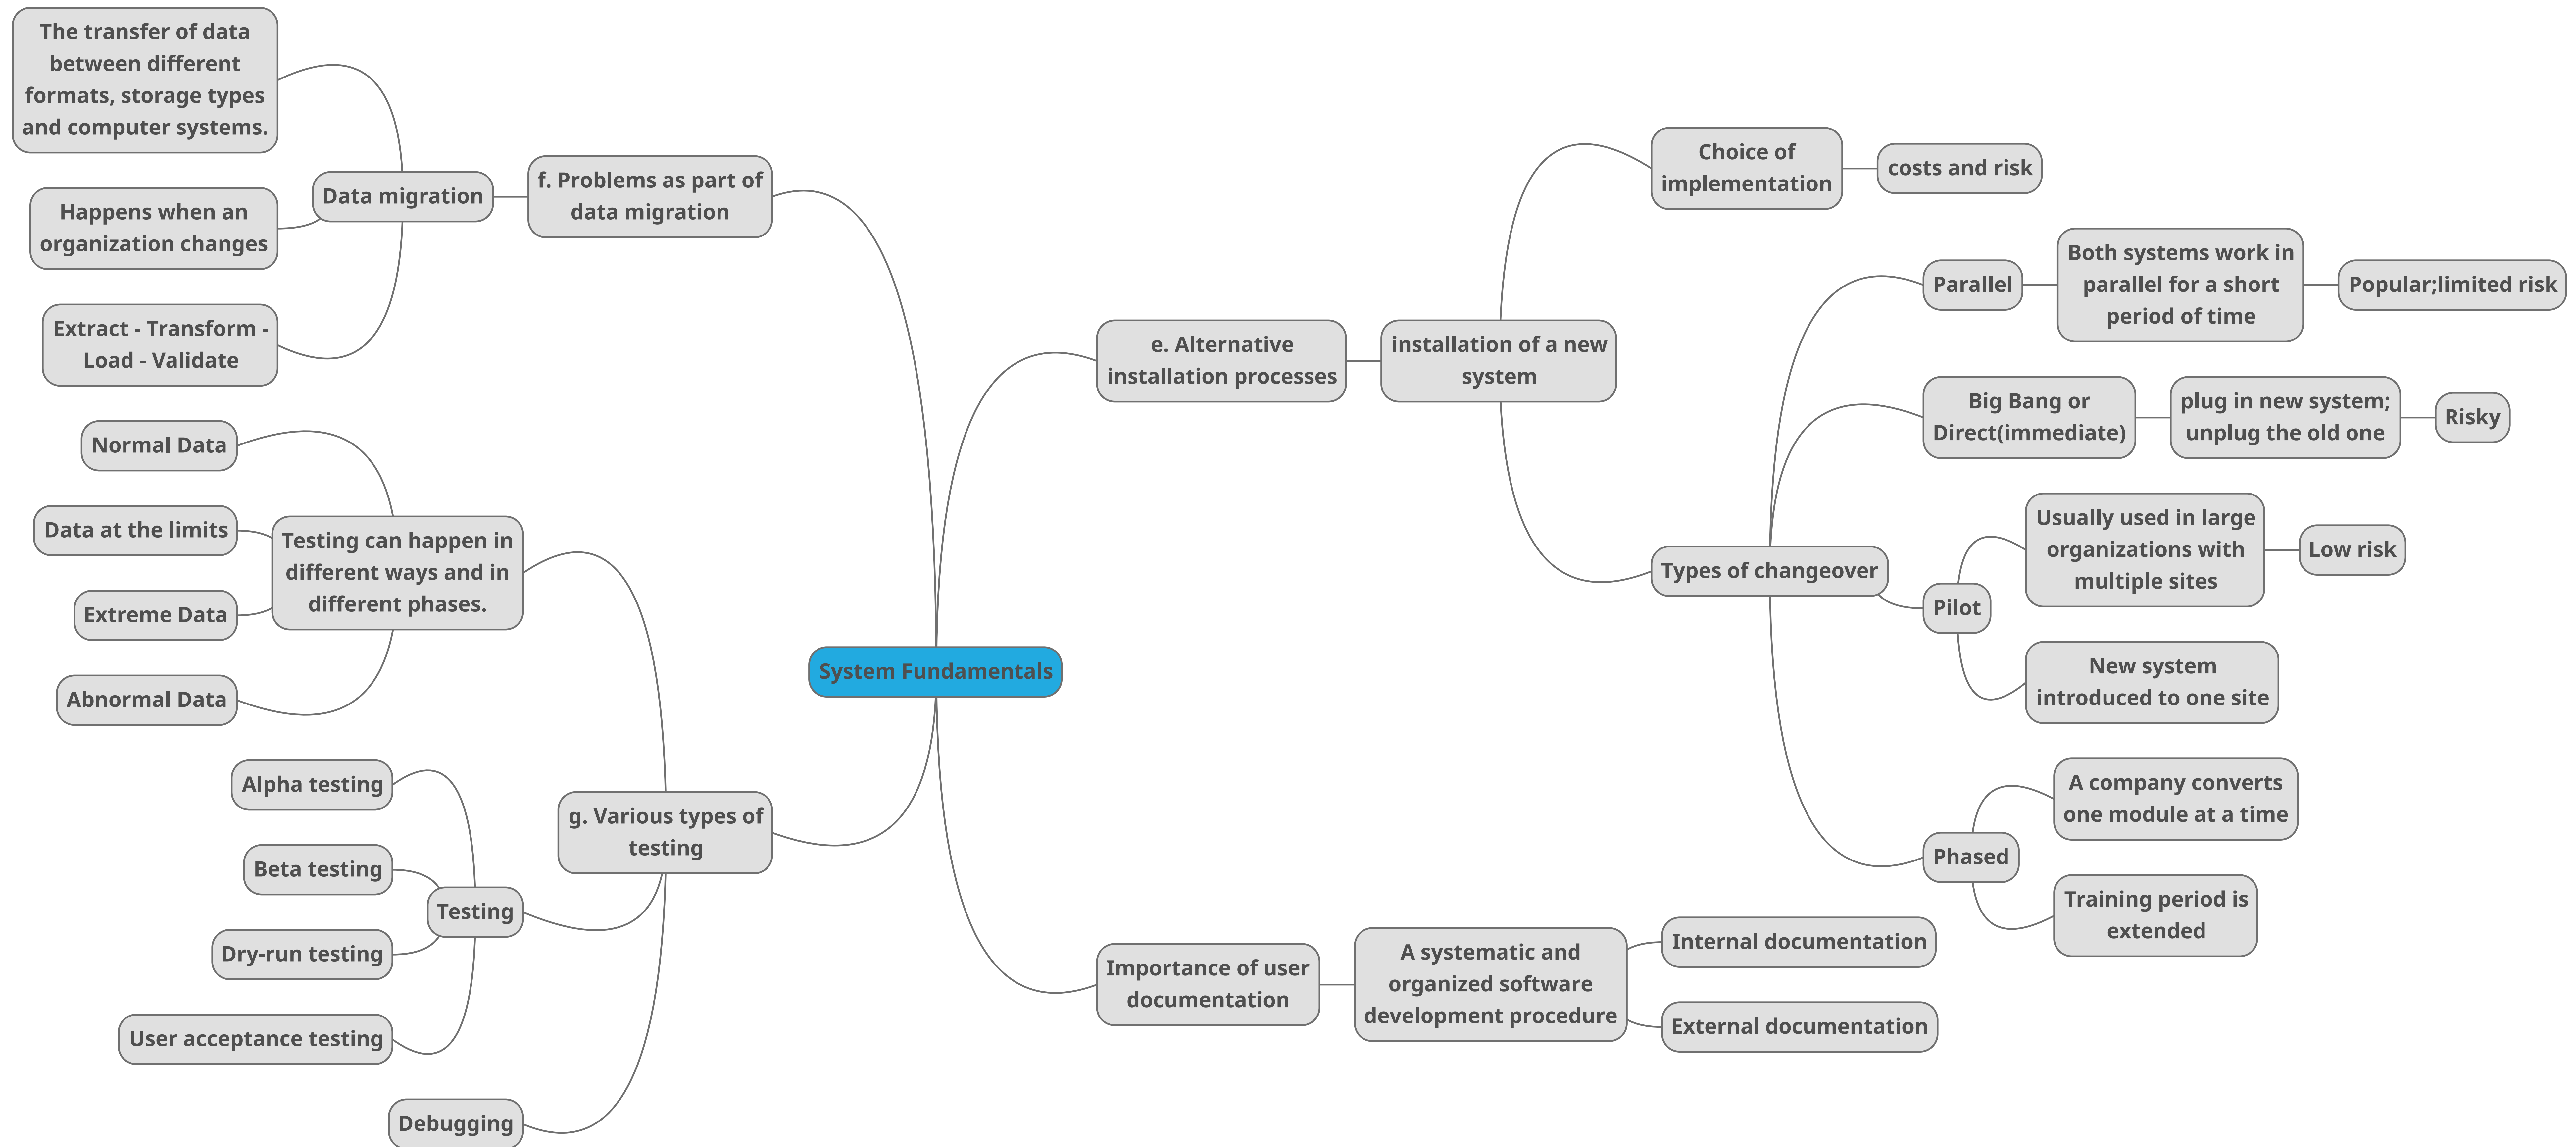 System Fundamentals
e. Alternative
installation processes
installation of a new
system
Choice of
implementation
costs and risk
Types of changeover
Parallel
Both systems work in
parallel for a short
period of time
Popular;limited risk
Big Bang or
Direct(immediate)
plug in new system;
unplug the old one
Risky
Pilot
Usually used in large
organizations with
multiple sites
Low risk
New system
introduced to one site
Phased
A company converts
one module at a time
Training period is
extended
Importance of user
documentation
A systematic and
organized software
development procedure
Internal documentation
External documentation
f. Problems as part of
data migration
Data migration
The transfer of data
between different
formats, storage types
and computer systems.
Happens when an
organization changes
Extract - Transform -
Load - Validate
g. Various types of
testing
Testing can happen in
different ways and in
different phases.
Normal Data
Data at the limits
Extreme Data
Abnormal Data
Testing
Alpha testing
Beta testing
Dry-run testing
User acceptance testing
Debugging